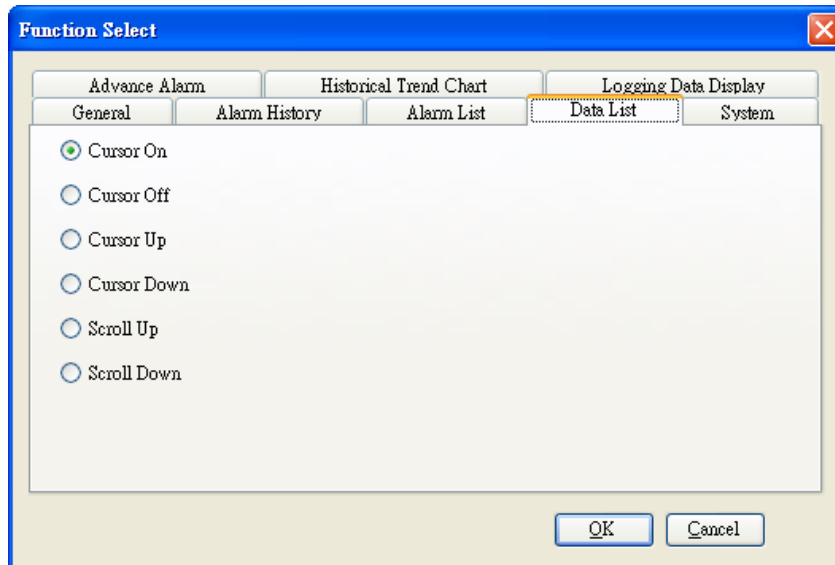 Function Select
Advance Alarm Historical Trend Chart Logging Data Display
General Alarm History Alarm List Data List System
Cursor On
Cursor Off
Cursor Up
Cursor Down
Scroll Up
Scroll Down
OK Cancel